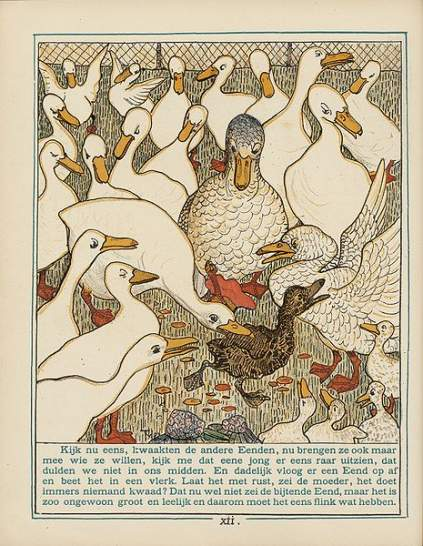 Kijk nu eens, kwaakten de andere Eenden, nu brengen ze ook maar
mee wie ze willen, kijk me dat eene jong er eens raar uitzien, dat
dulden we niet in ons midden. En dadelijk vloog er een Eend op af
en beet het in een vlerk. Laat het met rust, zei de moeder, het doet
immers niemand kwaad? Dat nu wel niet zei de bijtende Eend, maar het is
zoo ongewoon groot en leelijk en daarom moet het eens flink wat hebben.
xii.